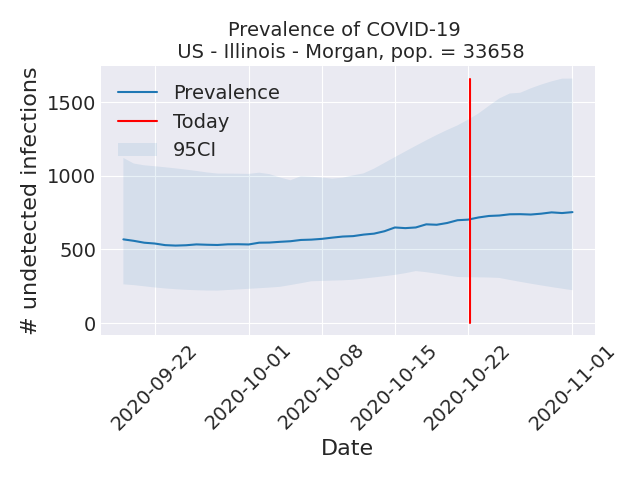 Prevalence of COVID-19
US - Illinois - Morgan, pop. = 33658
# undetected infections
1500
1000
500
0
Prevalence
Today
95CI
2020-09-22
2020-10-01
2020-10-08
2020-10-15
2020-10-22
2020-11-01
Date